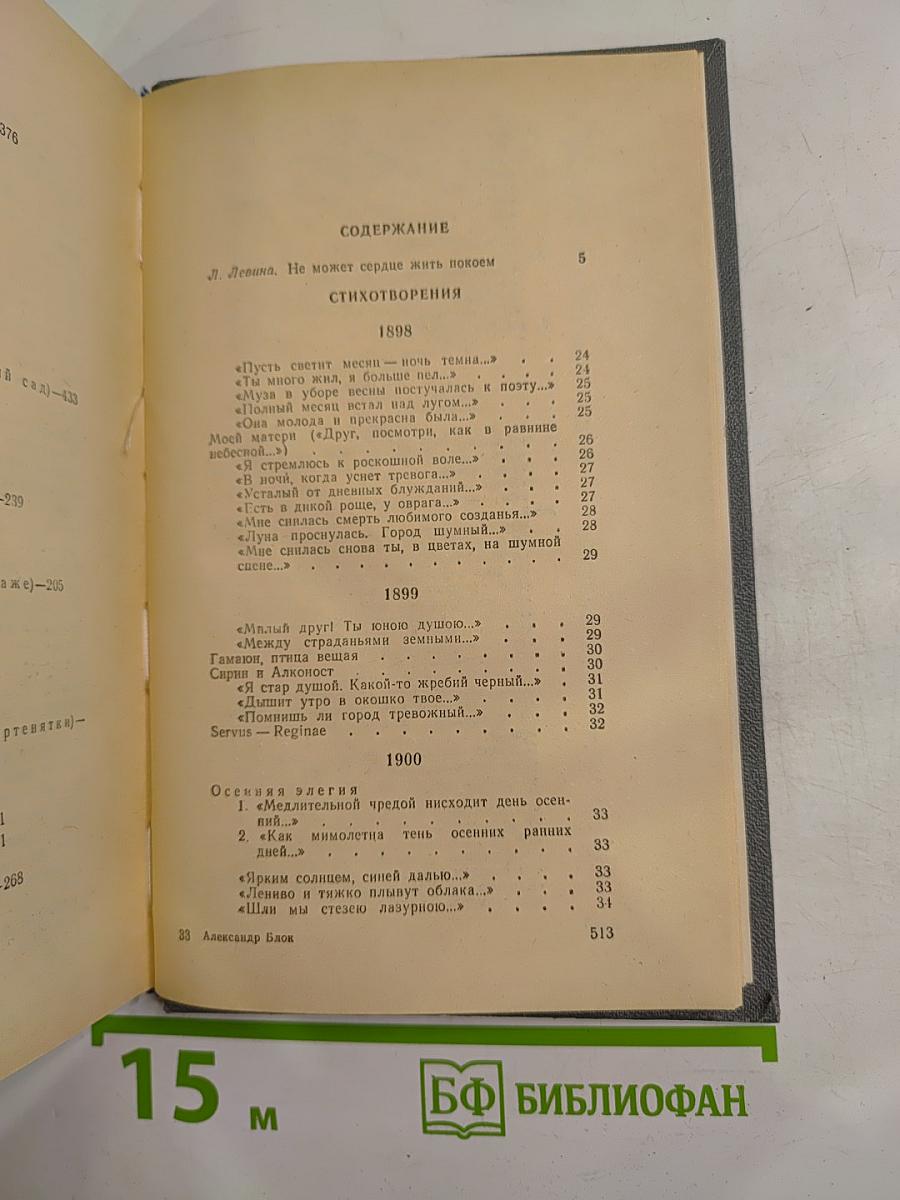 376
й сад)—433
—239
аже)—205
ртенятки)—
1
1
—268
СОДЕРЖАНИЕ
Л. Левина. Не может сердце жить покоем 5
СТИХОТВОРЕНИЯ
1898
«Пусть светит месяц — ночь темна...» . . 24
«Ты много жил, я больше пел...» . . . . 24
«Муза в уборе весны постучалась к поэту...» 25
«Полный месяц встал над лугом...» . . . 25
«Она молода и прекрасна была...» . . . 25
Моей матери («Друг, посмотри, как в равнине
небесной...») . . . . . . . . . . 26
«Я стремлюсь к роскошной воле...» . . . 26
«В ночи, когда уснет тревога...» . . . . 27
«Усталый от дневных блужданий...» . . . 27
«Есть в дикой роще, у оврага...» . . . . 27
«Мне снилась смерть любимого созданья...» 28
«Луна проснулась. Город шумный...» . . 28
«Мне снилась снова ты, в цветах, на шумной
сцене...» . . . . . . . . . . . 29
1899
«Милый друг! Ты юною душою...» . . . 29
«Между страданьями земными...» . . . 29
Гамаюн, птица вещая . . . . . . . . 30
Сирин и Алконост . . . . . . . . . 30
«Я стар душой. Какой-то жребий черный...» . 31
«Дышит утро в окошко твое...» . . . . 31
«Помнишь ли город тревожный...» . . . 32
Servus — Reginae . . . . . . . . . 32
1900
Осенняя элегия
1. «Медлительной чредой нисходит день осен-
ний...» . . . . . . . . . . 33
2. «Как мимолетна тень осенних ранних
дней...» . . . . . . . . . . 33
«Ярким солнцем, синей далью...» . . . . 33
«Лениво и тяжко плывут облака...» . . . 33
«Шли мы стезею лазурною...» . . . . 34
33 Александр Блок 513
15 м
БФ БИБЛИОФАН